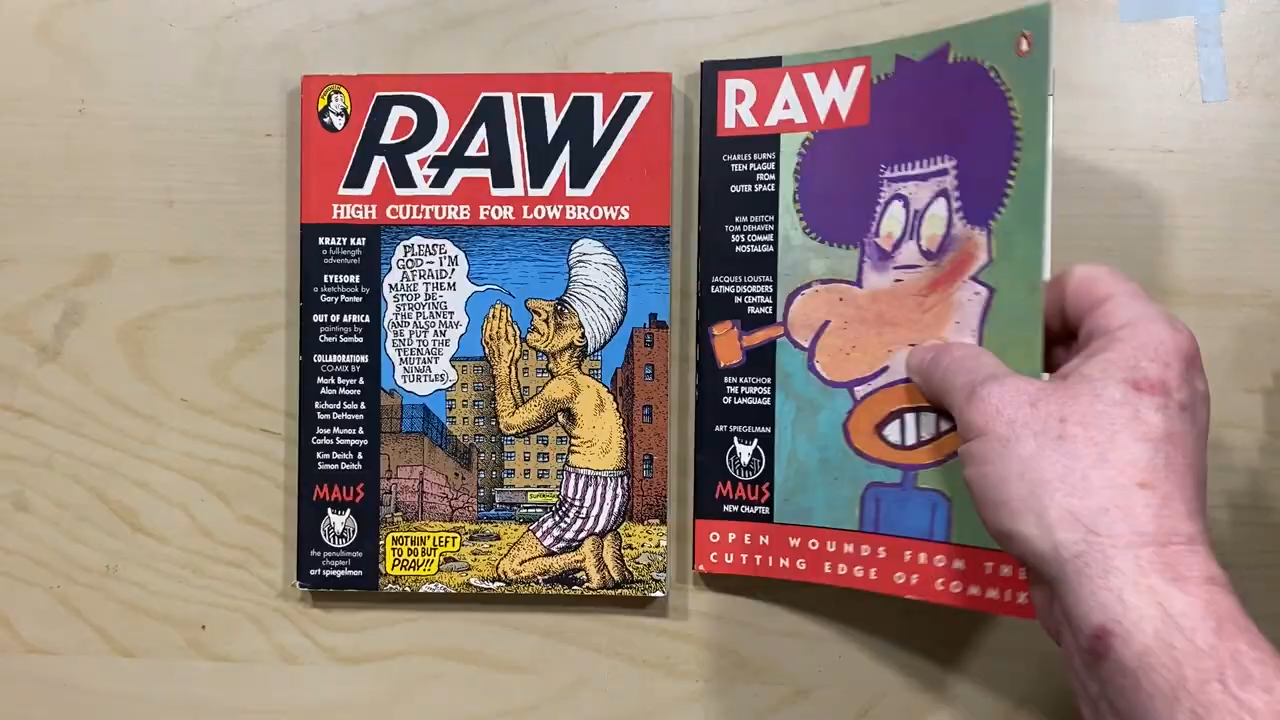 RAW
HIGH CULTURE FOR LOWBROWS
KRAZY KAT
a full-length
adventure!
EYESORE
a sketchbook by
Gary Panter
OUT OF AFRICA
paintings by
Cheri Samba
COLLABORATIONS
CO-MIX BY
Mark Beyer &
Alan Moore
Richard Sala &
Tom DeHaven
Jose Munoz &
Carlos Sampayo
Kim Deitch &
Simon Deitch
MAUS
the penultimate
chapter!
art spiegelman
PLEASE
GOD—I'M
AFRAID!
MAKE THEM
STOP DE-
STROYING
THE PLANET
(AND ALSO MAY-
BE PUT AN
END TO THE
TEENAGE
MUTANT
NINJA
TURTLES).
NOTHIN' LEFT
TO DO BUT
PRAY!!
RAW
CHARLES BURNS
TEEN PLAGUE
FROM
OUTER SPACE
KIM DEITCH
TOM DEHAVEN
50'S COMMIE
NOSTALGIA
JACQUES LOUSTAL
EATING DISORDERS
IN CENTRAL
FRANCE
BEN KATCHOR
THE PURPOSE
OF LANGUAGE
ART SPIEGELMAN
MAUS
NEW CHAPTER
OPEN WOUNDS FROM THE
CUTTING EDGE OF COMMIX